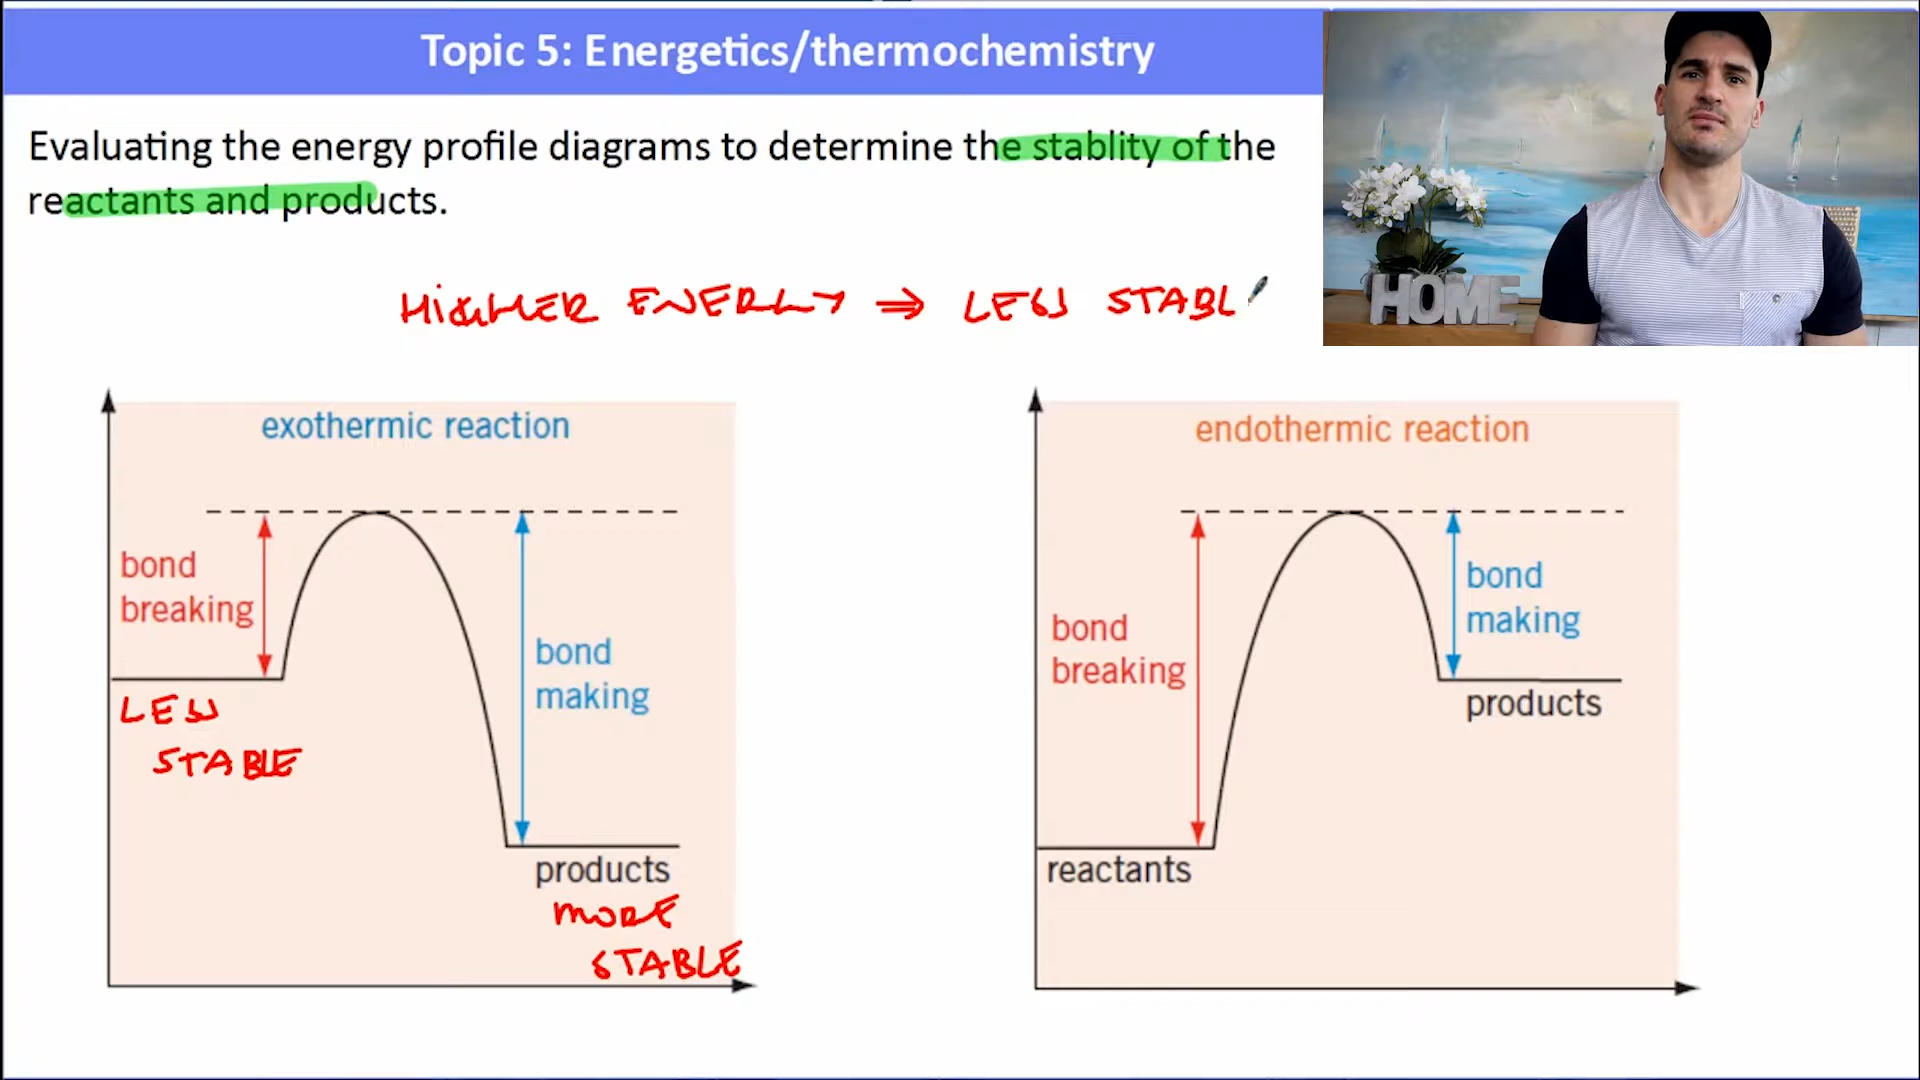 Topic 5: Energetics/thermochemistry
Evaluating the energy profile diagrams to determine the stablity of the
reactants and products.
HIGHER ENERGY ⇒ LESS STABL
HOME
exothermic reaction
bond
breaking
bond
making
LESS
STABLE
products
MORE
STABLE
endothermic reaction
bond
breaking
bond
making
products
reactants